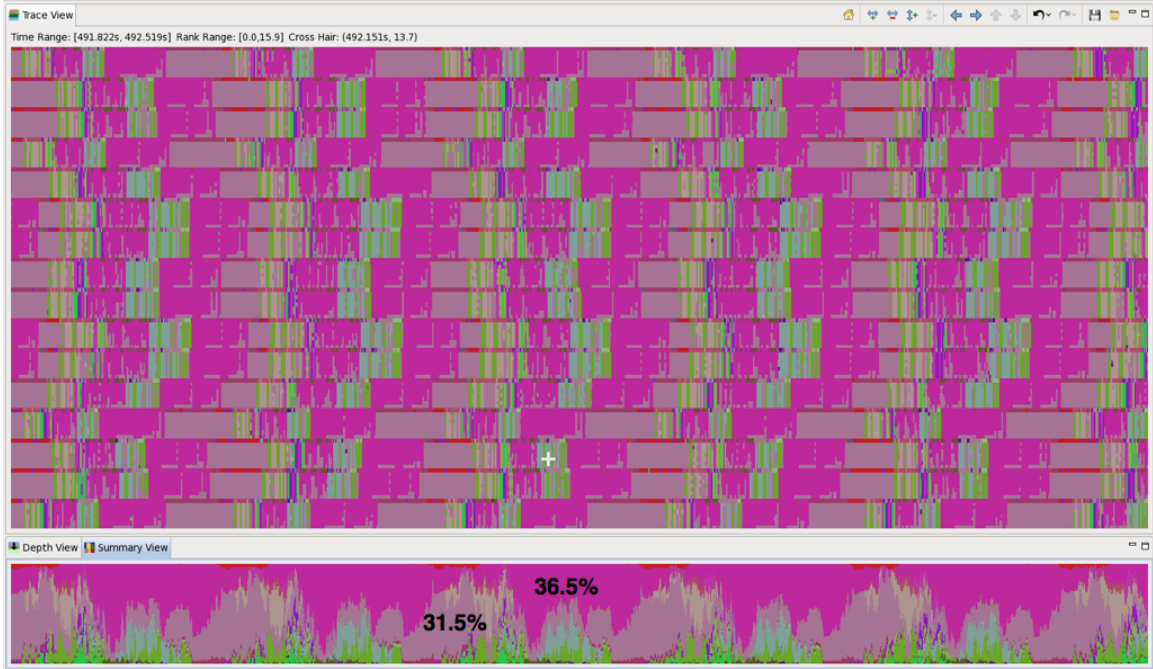 Trace View
Time Range: [491.822s, 492.519s] Rank Range: [0.0,15.9] Cross Hair: (492.151s, 13.7)
Depth View Summary View
36.5%
31.5%